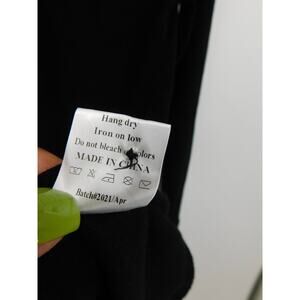 Hang dry
Iron on low
Do not bleach colors
MADE IN CHINA
Batch#2021/Apr